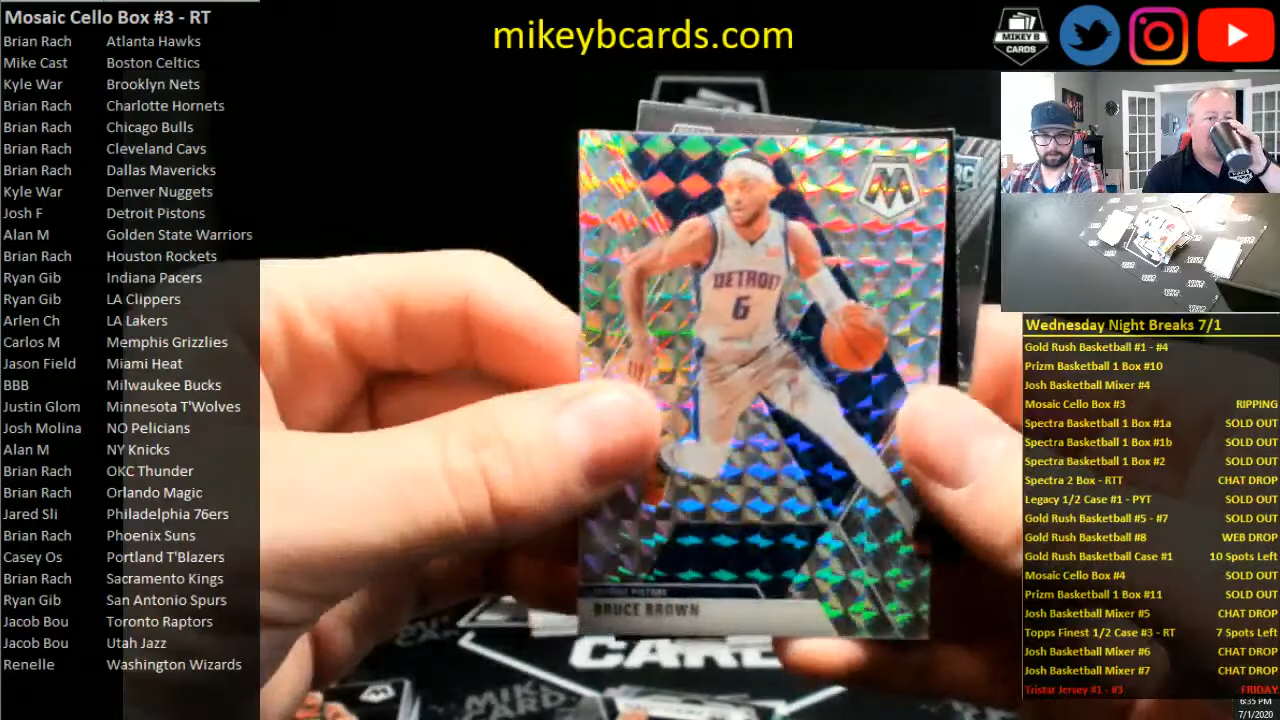 Mosaic Cello Box #3 - RT
Brian Rach Atlanta Hawks
Mike Cast Boston Celtics
Kyle War Brooklyn Nets
Brian Rach Charlotte Hornets
Brian Rach Chicago Bulls
Brian Rach Cleveland Cavs
Brian Rach Dallas Mavericks
Kyle War Denver Nuggets
Josh F Detroit Pistons
Alan M Golden State Warriors
Brian Rach Houston Rockets
Ryan Gib Indiana Pacers
Ryan Gib LA Clippers
Arlen Ch LA Lakers
Carlos M Memphis Grizzlies
Jason Field Miami Heat
BBB Milwaukee Bucks
Justin Glom Minnesota T'Wolves
Josh Molina NO Pelicians
Alan M NY Knicks
Brian Rach OKC Thunder
Brian Rach Orlando Magic
Jared Sli Philadelphia 76ers
Brian Rach Phoenix Suns
Casey Os Portland T'Blazers
Brian Rach Sacramento Kings
Ryan Gib San Antonio Spurs
Jacob Bou Toronto Raptors
Jacob Bou Utah Jazz
Renelle Washington Wizards
mikeybcards.com
MIKEY B
CARDS
RC
DETROIT
6
DETROIT PISTONS
BRUCE BROWN
CARD
Wednesday Night Breaks 7/1
Gold Rush Basketball #1 - #4
Prizm Basketball 1 Box #10
Josh Basketball Mixer #4
Mosaic Cello Box #3 RIPPING
Spectra Basketball 1 Box #1a SOLD OUT
Spectra Basketball 1 Box #1b SOLD OUT
Spectra Basketball 1 Box #2 SOLD OUT
Spectra 2 Box - RTT CHAT DROP
Legacy 1/2 Case #1 - PYT SOLD OUT
Gold Rush Basketball #5 - #7 SOLD OUT
Gold Rush Basketball #8 WEB DROP
Gold Rush Basketball Case #1 10 Spots Left
Mosaic Cello Box #4 SOLD OUT
Prizm Basketball 1 Box #11 SOLD OUT
Josh Basketball Mixer #5 CHAT DROP
Topps Finest 1/2 Case #3 - RT 7 Spots Left
Josh Basketball Mixer #6 CHAT DROP
Josh Basketball Mixer #7 CHAT DROP
Tristar Jersey #1 - #3 FRIDAY
6:35 PM
7/1/2020